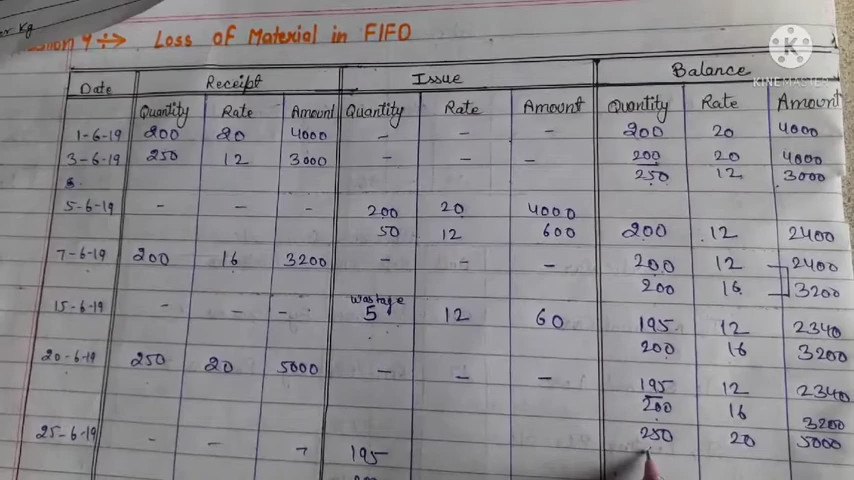 or Kg
9 ÷> Loss of Material in FIFO
KINEMASTER
Date Receipt Issue Balance
Quantity Rate Amount Quantity Rate Amount Quantity Rate Amount
1-6-19 200 20 4000 - - - 200 20 4000
3-6-19 250 12 3000 - - - 200 20 4000
250 12 3000
5-6-19 - - - 200 20 4000
50 12 600 200 12 2400
7-6-19 200 16 3200 - - - 200 12 2400
200 16 3200
15-6-19 - - - Wastage
5 12 60 195 12 2340
200 16 3200
20-6-19 250 20 5000 - - - 195 12 2340
200 16 3200
250 20 5000
25-6-19 - - - 195